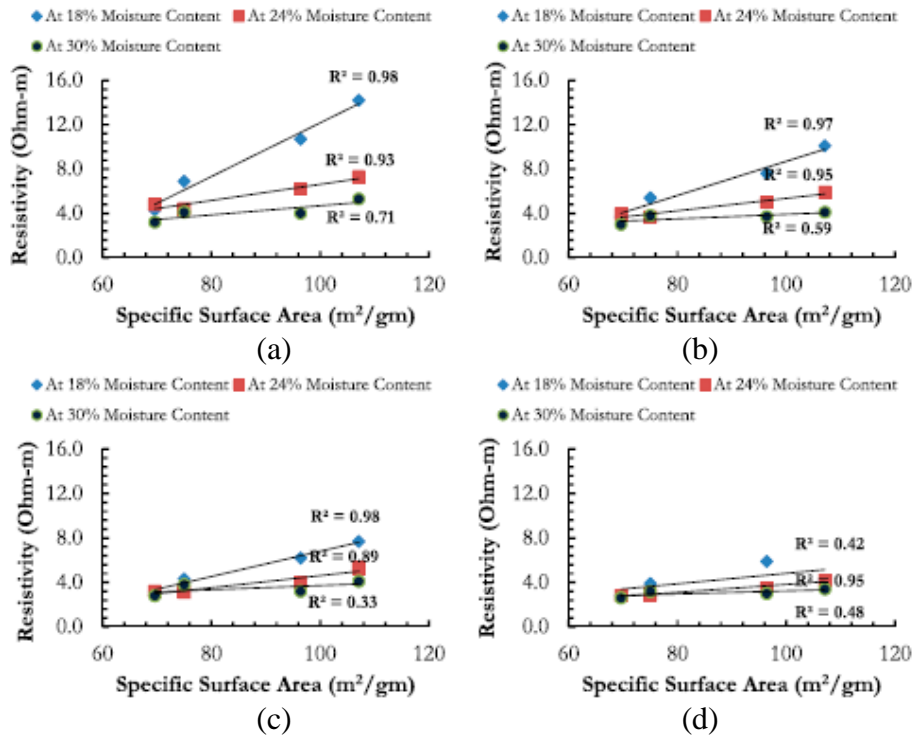 (a)
(b)
At 18% Moisture Content At 24% Moisture Content
At 30% Moisture Content
Resistivity (Ohm-m)
16.0
12.0
8.0
4.0
0.0
R² = 0.98
R² = 0.93
R² = 0.71
60 80 100 120
Specific Surface Area (m²/gm)
(a)
At 18% Moisture Content At 24% Moisture Content
At 30% Moisture Content
Resistivity (Ohm-m)
16.0
12.0
8.0
4.0
0.0
R² = 0.97
R² = 0.95
R² = 0.59
60 80 100 120
Specific Surface Area (m²/gm)
(b)
At 18% Moisture Content At 24% Moisture Content
At 30% Moisture Content
Resistivity (Ohm-m)
16.0
12.0
8.0
4.0
0.0
R² = 0.98
R² = 0.89
R² = 0.33
60 80 100 120
Specific Surface Area (m²/gm)
(c)
At 18% Moisture Content At 24% Moisture Content
At 30% Moisture Content
Resistivity (Ohm-m)
16.0
12.0
8.0
4.0
0.0
R² = 0.42
R² = 0.95
R² = 0.48
60 80 100 120
Specific Surface Area (m²/gm)
(d)